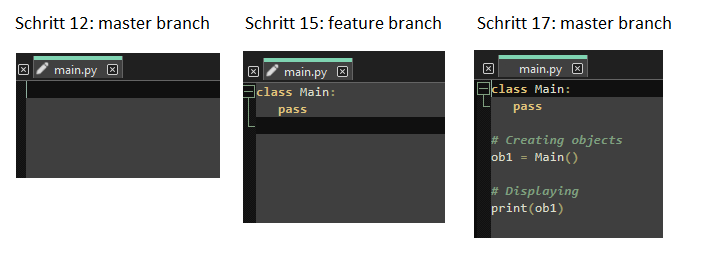 Schritt 12: master branch
main.py
Schritt 15: feature branch
main.py
class Main:
pass
Schritt 17: master branch
main.py
class Main:
pass
# Creating objects
ob1 = Main()
# Displaying
print(ob1)